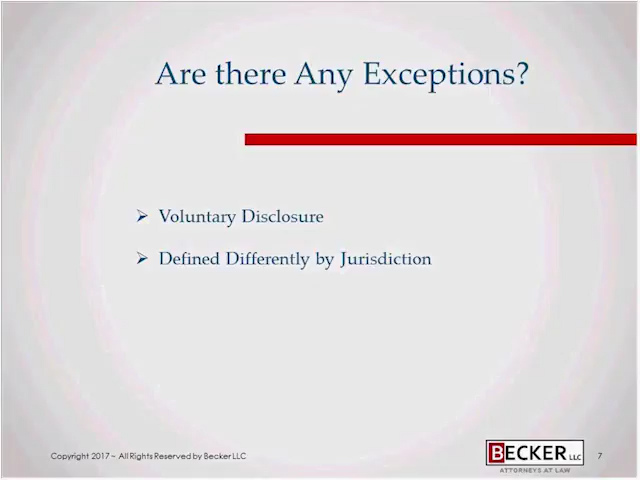 Are there Any Exceptions?
➢ Voluntary Disclosure
➢ Defined Differently by Jurisdiction
Copyright 2017 ~ All Rights Reserved by Becker LLC
BECKER LLC
ATTORNEYS AT LAW
7